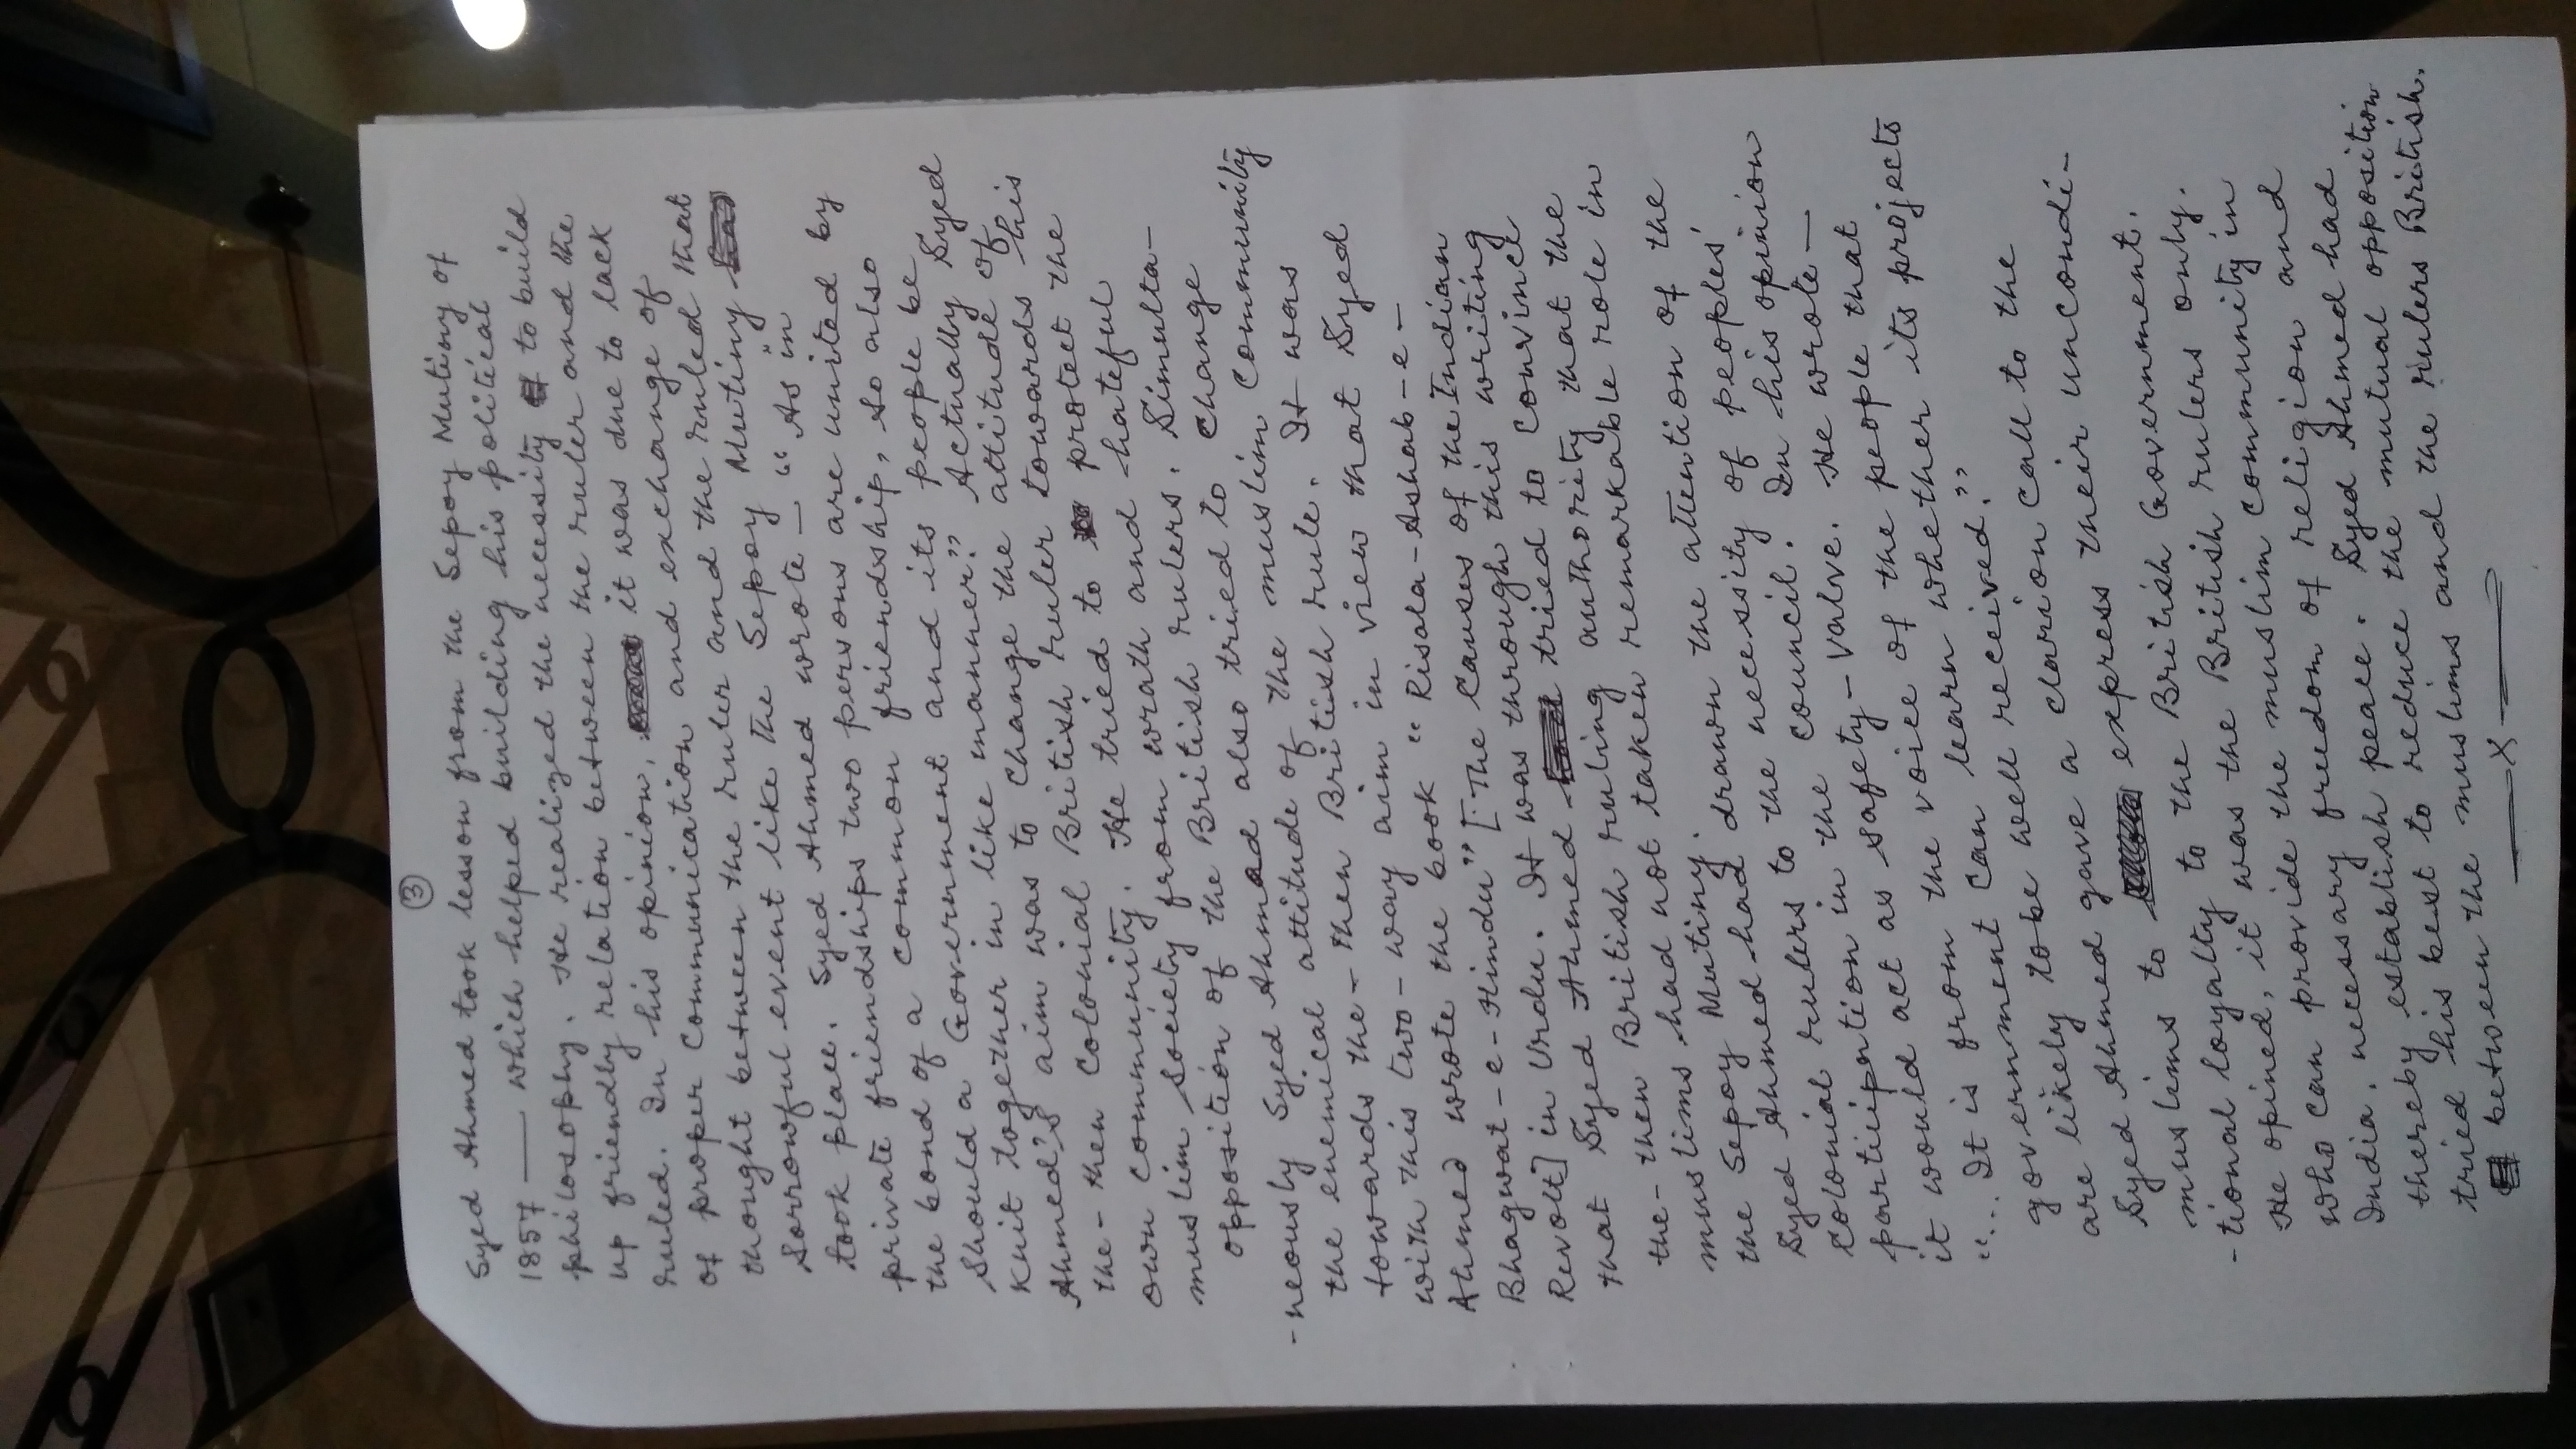 ③
Syed Ahmed took lesson from the Sepoy Mutiny of
1857 — which helped building his political
philosophy. He realized the necessity to build
up friendly relation between the ruler and the
ruled. In his opinion, it was due to lack
of proper communication and exchange of
thought between the ruler and the ruled that
sorrowful event like the Sepoy Mutiny
took place. Syed Ahmed wrote — “ "As in
private friendships two persons are united by
the bond of a common friendship, so also
should a Government and its people be
knit together in like manner." Actually Syed
Ahmed's aim was to change the attitude of
the - then colonial British ruler towards his
own community. He tried to protect the
muslim society from wrath and hateful
opposition of the British rulers. Simulta-
-neously Syed Ahmad also tried to change
the enemical attitude of the muslim community
towards the - then British rule. It was
with this two - way aim in view that Syed
Ahmed wrote the book “ Risala - Ashab - e -
Bhagwat - e - Hindu” [The Causes of the Indian
Revolt] in Urdu. It was through this writing
that Syed Ahmed tried to convince
the - then British ruling authority that the
muslims had not taken remarkable role in
the Sepoy Mutiny.
Syed Ahmed had drawn the attention of the
colonial rulers to the necessity of peoples'
participation in the council. In his opinion
it would act as safety - valve. He wrote —
“... It is from the voice of the people that
government can learn whether its projects
are likely to be well received.”
Syed Ahmed gave a clarion call to the
muslims to express their uncondi-
-tional loyalty to the British Government.
He opined, it was the British rulers only.
who can provide the muslim community in
India. necessary freedom of religion and
thereby establish peace. Syed Ahmed had
tried his best to reduce the mutual opposition
between the muslims and the rulers British.
— x —